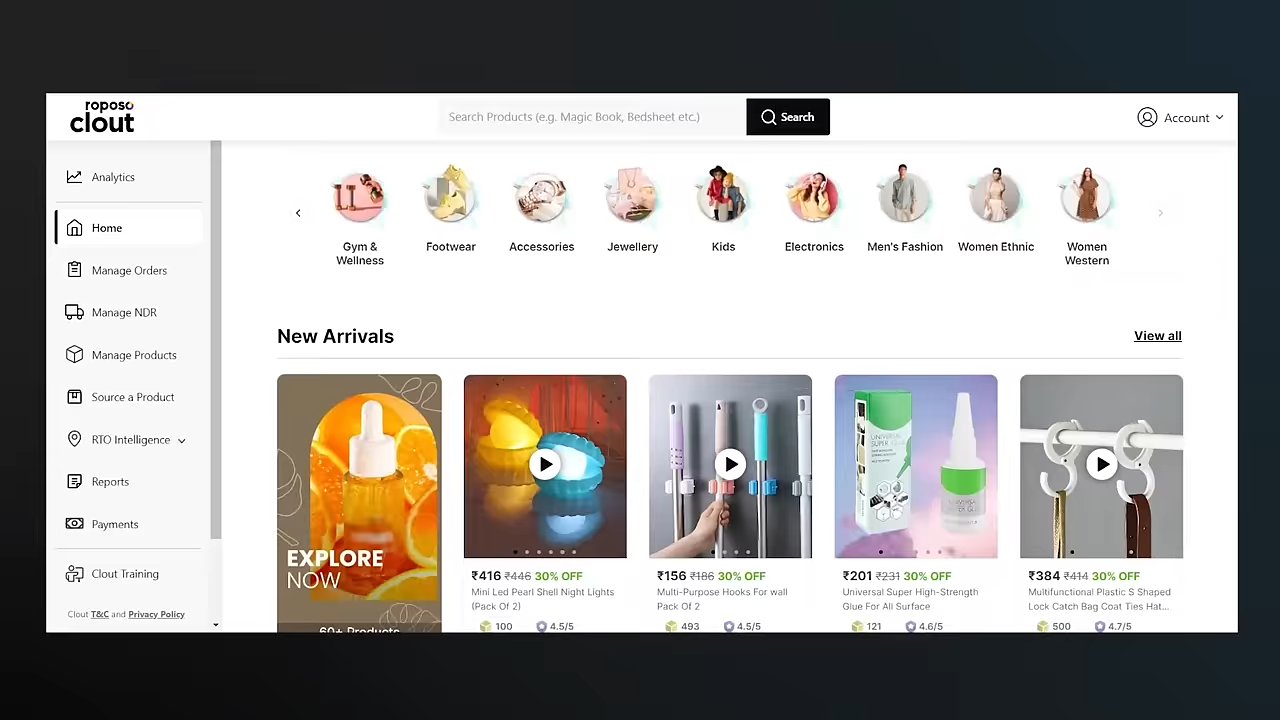 roposo
clout
Search Products (e.g. Magic Book, Bedsheet etc.)
Search
Account
Analytics
Home
Manage Orders
Manage NDR
Manage Products
Source a Product
RTO Intelligence
Reports
Payments
Clout Training
Clout T&C and Privacy Policy
Gym &
Wellness
Footwear
Accessories
Jewellery
Kids
Electronics
Men's Fashion
Women Ethnic
Women
Western
New Arrivals
View all
EXPLORE
NOW
60+ Products
₹416 ₹446 30% OFF
Mini Led Pearl Shell Night Lights
(Pack Of 2)
100 4.5/5
₹156 ₹186 30% OFF
Multi-Purpose Hooks For wall
Pack Of 2
493 4.5/5
UNIVERSAL
₹201 ₹231 30% OFF
Universal Super High-Strength
Glue For All Surface
121 4.6/5
₹384 ₹414 30% OFF
Multifunctional Plastic S Shaped
Lock Catch Bag Coat Ties Hat...
500 4.7/5